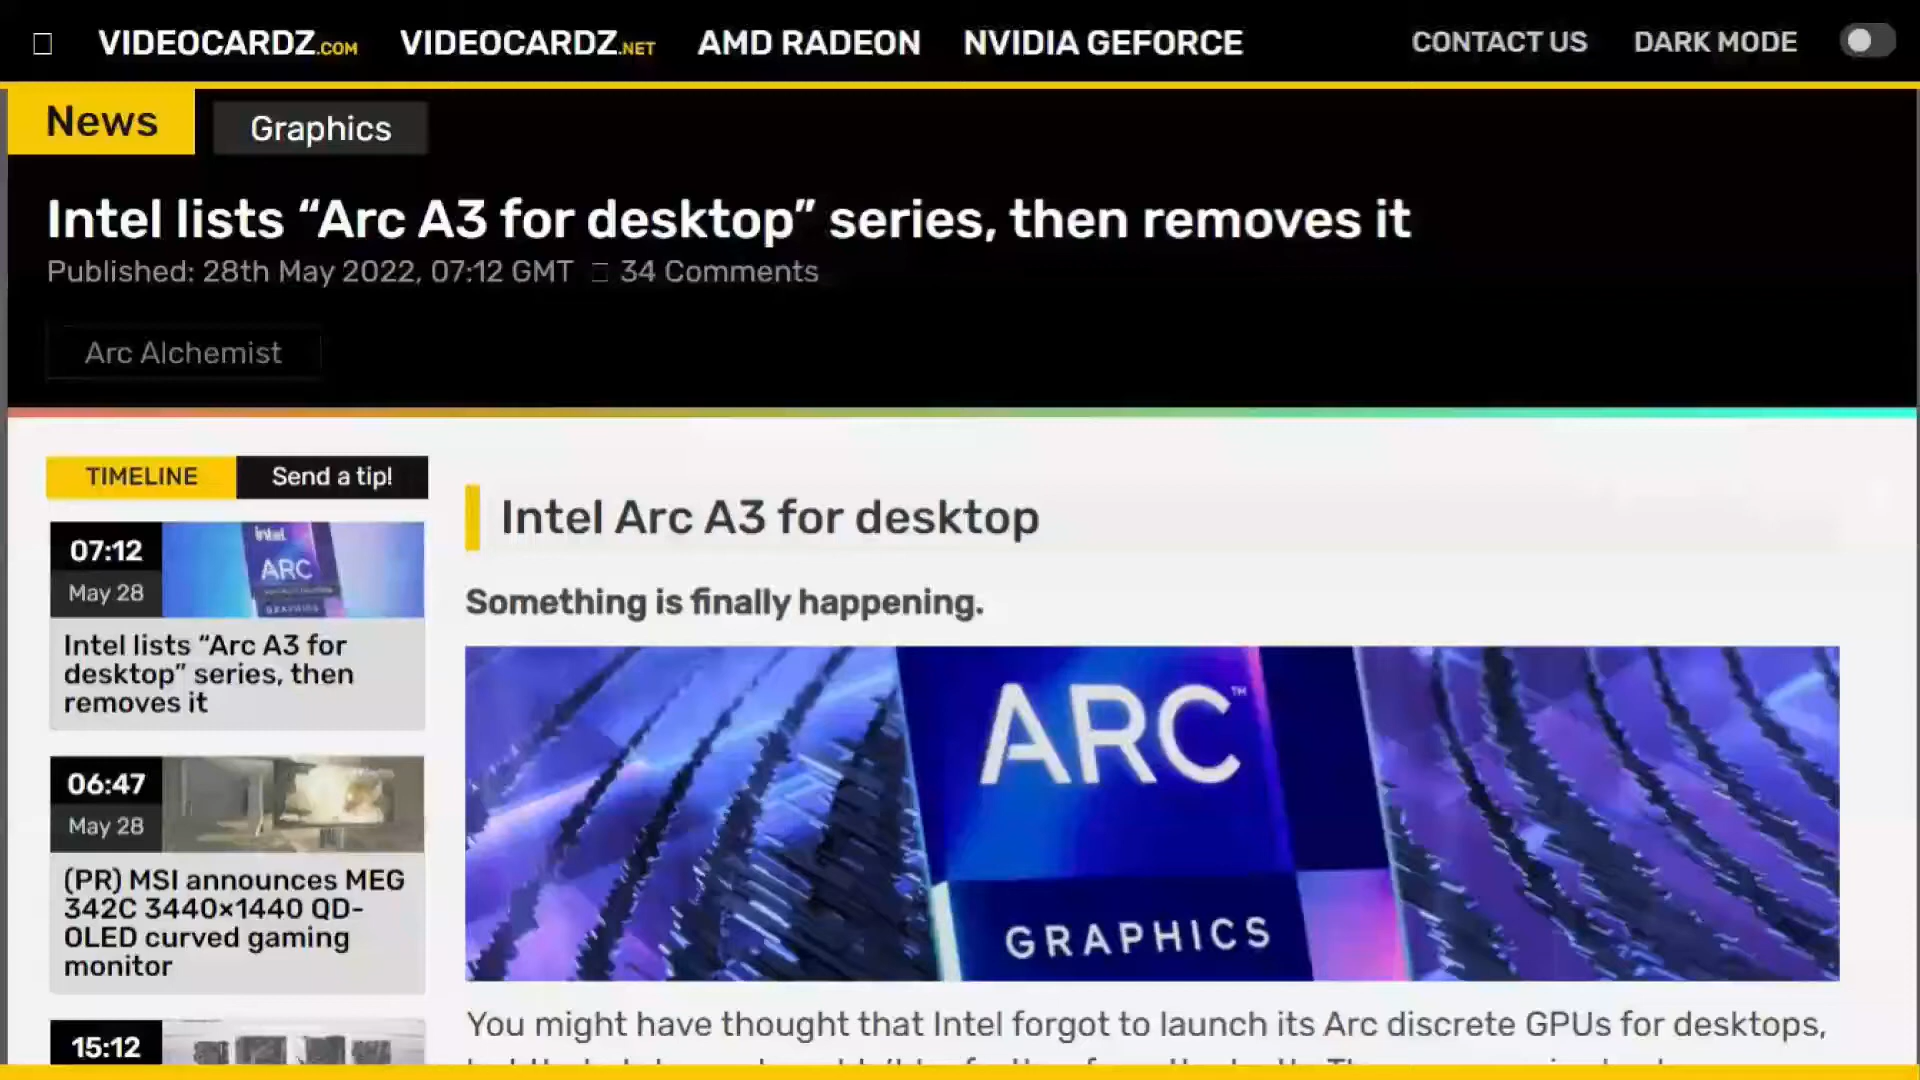 VIDEOCARDZ.COM VIDEOCARDZ.NET AMD RADEON NVIDIA GEFORCE CONTACT US DARK MODE
News Graphics
Intel lists “Arc A3 for desktop” series, then removes it
Published: 28th May 2022, 07:12 GMT 34 Comments
Arc Alchemist
TIMELINE Send a tip!
07:12
May 28
intel
ARC
GRAPHICS
Intel lists “Arc A3 for
desktop” series, then
removes it
06:47
May 28
(PR) MSI announces MEG
342C 3440×1440 QD-
OLED curved gaming
monitor
15:12
Intel Arc A3 for desktop
Something is finally happening.
ARC™
GRAPHICS
You might have thought that Intel forgot to launch its Arc discrete GPUs for desktops,